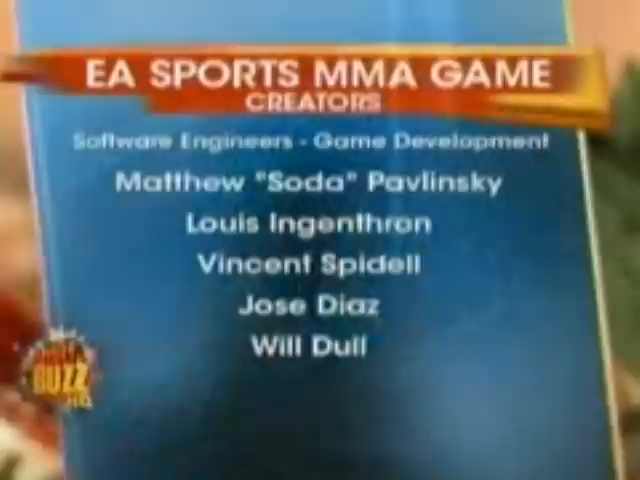 EA SPORTS MMA GAME
CREATORS
Software Engineers - Game Development
Matthew "Soda" Pavlinsky
Louis Ingenthron
Vincent Spidell
Jose Diaz
Will Dull
BUZZ